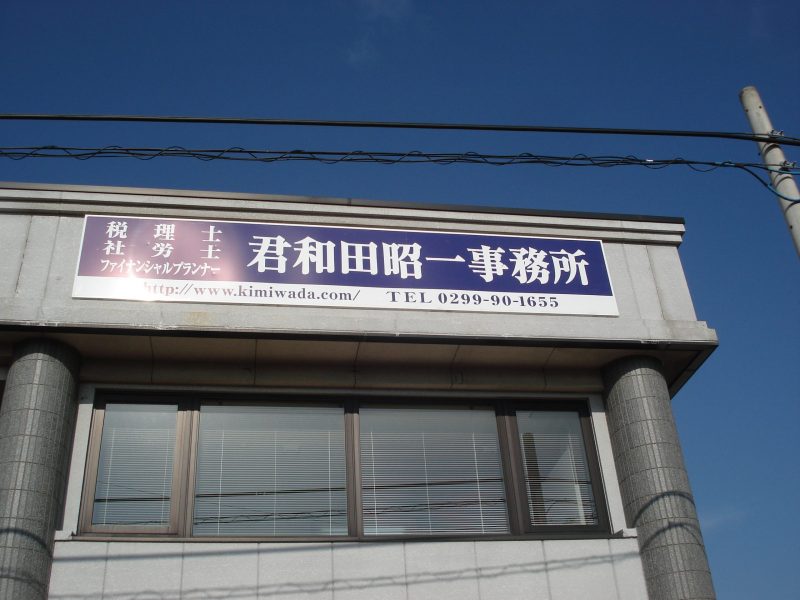 税理士
社労士
ファイナンシャルプランナー
君和田昭一事務所
http://www.kimiwada.com/ TEL 0299-90-1655